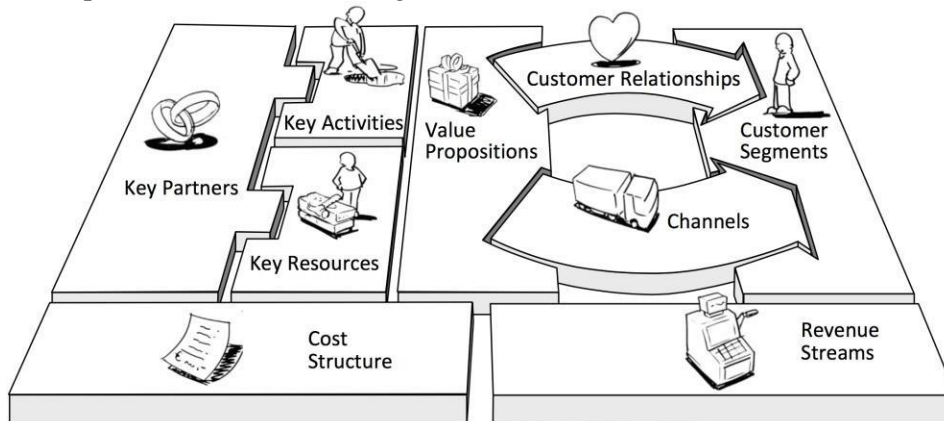 Key Partners
Key Activities
Key Resources
Value
Propositions
Customer Relationships
Channels
Customer
Segments
Cost
Structure
Revenue
Streams